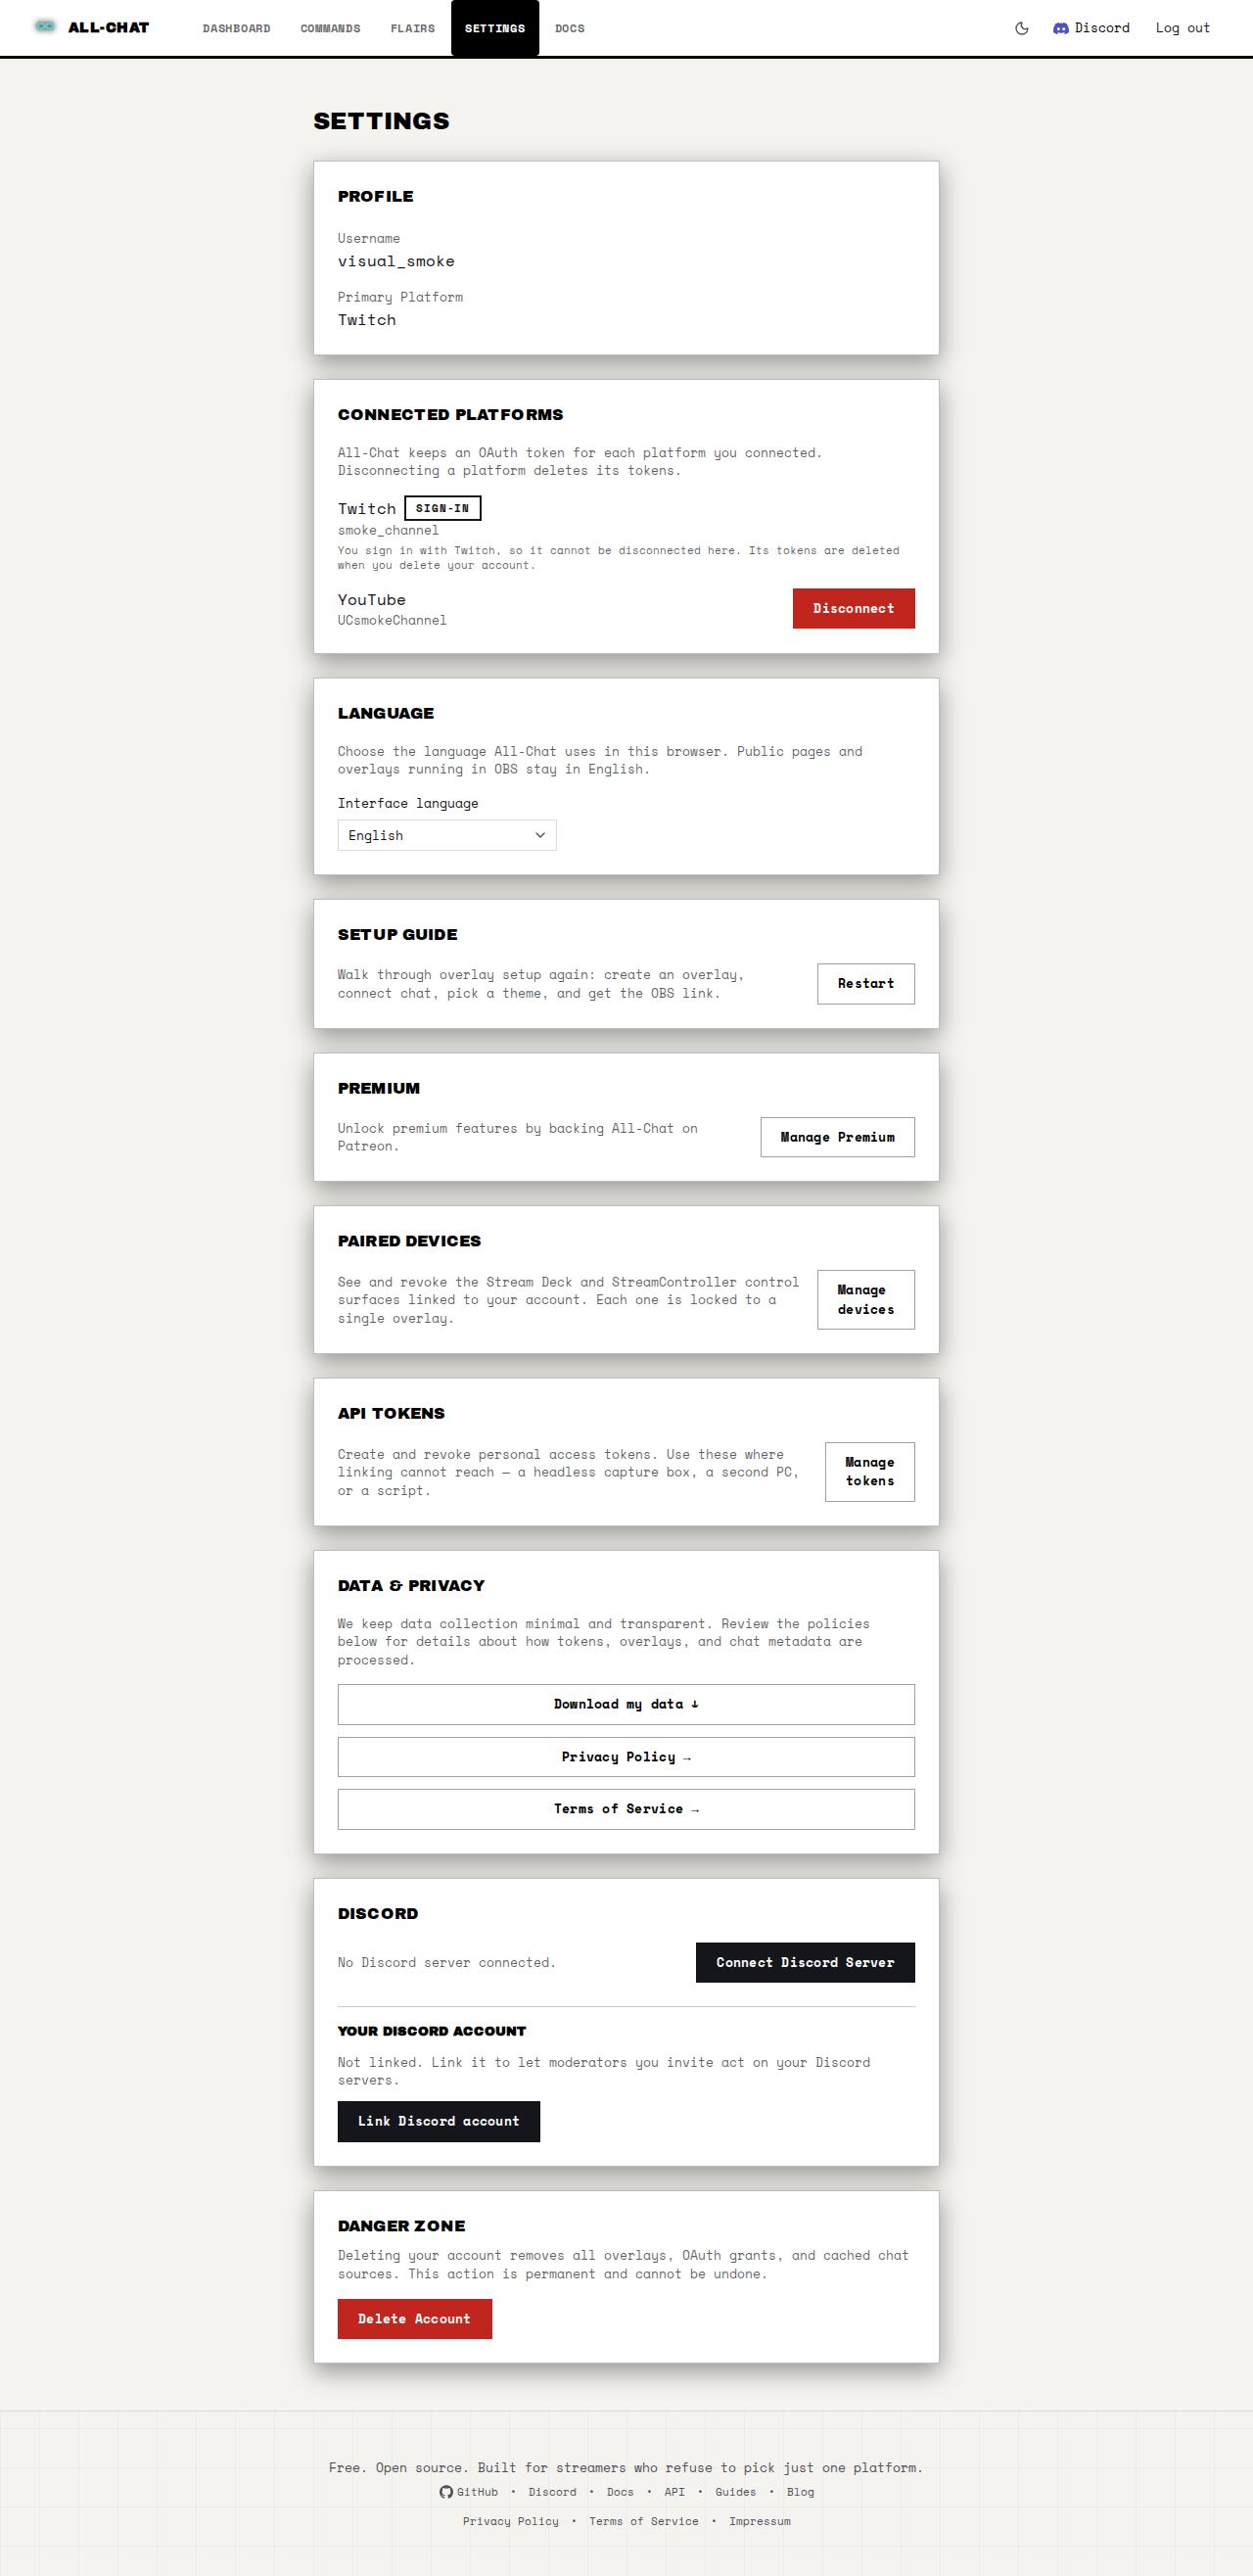 ALL-CHAT
DASHBOARD
COMMANDS
FLAIRS
SETTINGS
DOCS
Discord
Log out
SETTINGS
PROFILE
Username
visual_smoke
Primary Platform
Twitch
CONNECTED PLATFORMS
All-Chat keeps an OAuth token for each platform you connected.
Disconnecting a platform deletes its tokens.
Twitch SIGN-IN
smoke_channel
You sign in with Twitch, so it cannot be disconnected here. Its tokens are deleted
when you delete your account.
YouTube
UCsmokeChannel
Disconnect
LANGUAGE
Choose the language All-Chat uses in this browser. Public pages and
overlays running in OBS stay in English.
Interface language
English
SETUP GUIDE
Walk through overlay setup again: create an overlay,
connect chat, pick a theme, and get the OBS link.
Restart
PREMIUM
Unlock premium features by backing All-Chat on
Patreon.
Manage Premium
PAIRED DEVICES
See and revoke the Stream Deck and StreamController control
surfaces linked to your account. Each one is locked to a
single overlay.
Manage
devices
API TOKENS
Create and revoke personal access tokens. Use these where
linking cannot reach — a headless capture box, a second PC,
or a script.
Manage
tokens
DATA & PRIVACY
We keep data collection minimal and transparent. Review the policies
below for details about how tokens, overlays, and chat metadata are
processed.
Download my data ↓
Privacy Policy →
Terms of Service →
DISCORD
No Discord server connected.
Connect Discord Server
YOUR DISCORD ACCOUNT
Not linked. Link it to let moderators you invite act on your Discord
servers.
Link Discord account
DANGER ZONE
Deleting your account removes all overlays, OAuth grants, and cached chat
sources. This action is permanent and cannot be undone.
Delete Account
Free. Open source. Built for streamers who refuse to pick just one platform.
GitHub • Discord • Docs • API • Guides • Blog
Privacy Policy • Terms of Service • Impressum